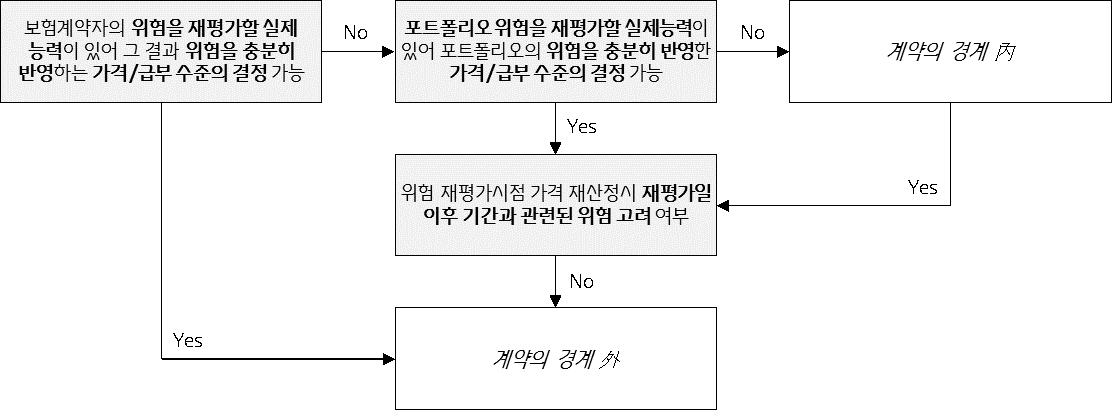 보험계약자의 위험을 재평가할 실제
능력이 있어 그 결과 위험을 충분히
반영하는 가격/급부 수준의 결정 가능
No
포트폴리오 위험을 재평가할 실제능력이
있어 포트폴리오의 위험을 충분히 반영한
가격/급부 수준의 결정 가능
No
계약의 경계 內
Yes
위험 재평가시점 가격 재산정시 재평가일
이후 기간과 관련된 위험 고려 여부
Yes
No
Yes
계약의 경계 外